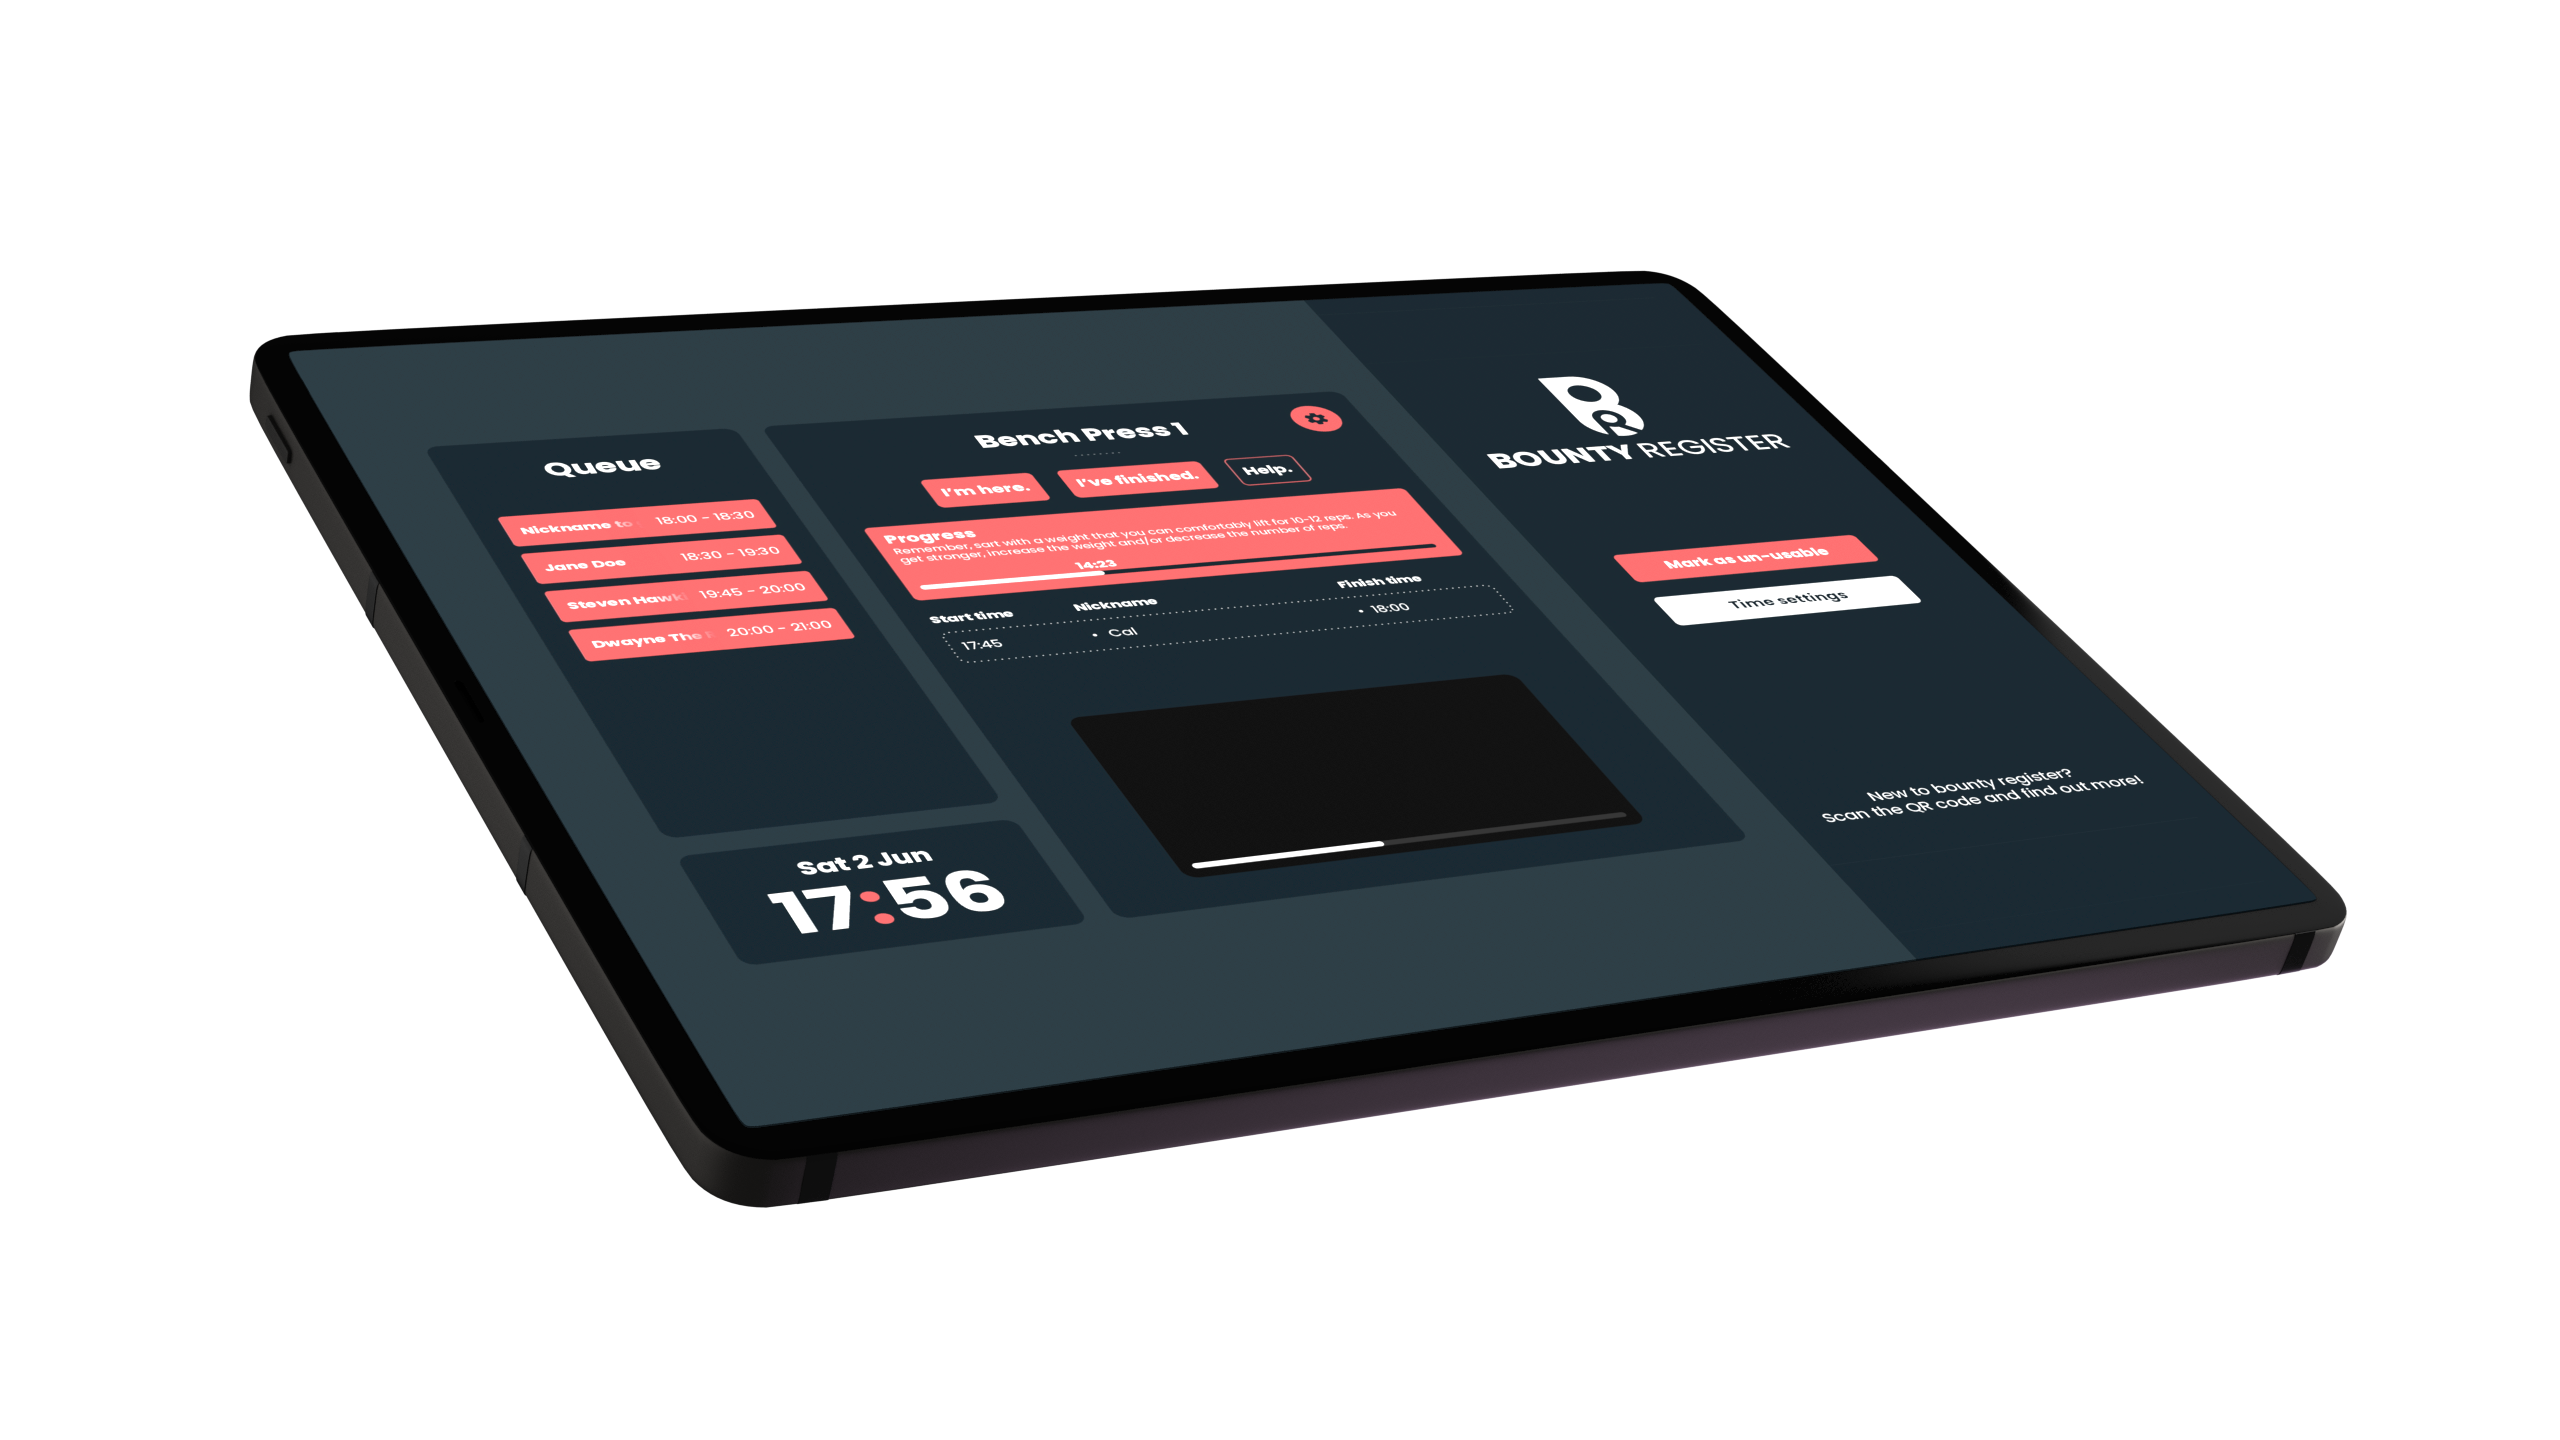 Queue
Nickname to 18:00 - 18:30
Jane Doe 18:30 - 19:30
Steven Hawki 19:45 - 20:00
Dwayne The 20:00 - 21:00
Sat 2 Jun
17:56
Bench Press 1
I'm here. I've finished. Help.
Progress
Remember, sart with a weight that you can comfortably lift for 10-12 reps. As you
get stronger, increase the weight and/or decrease the number of reps.
14:23
Start time Nickname Finish time
17:45 • Cal • 18:00
BR
BOUNTY REGISTER
Mark as un-usable
Time settings
New to bounty register?
Scan the QR code and find out more!